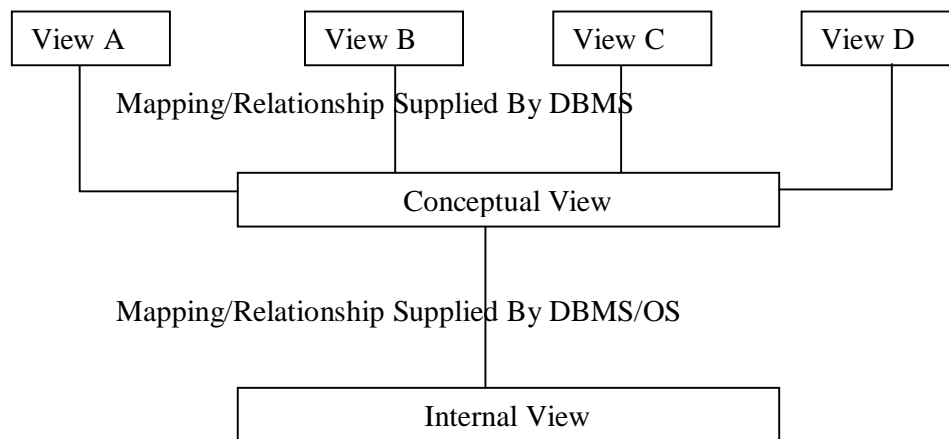 View A
View B
View C
View D
Mapping/Relationship Supplied By DBMS
Conceptual View
Mapping/Relationship Supplied By DBMS/OS
Internal View